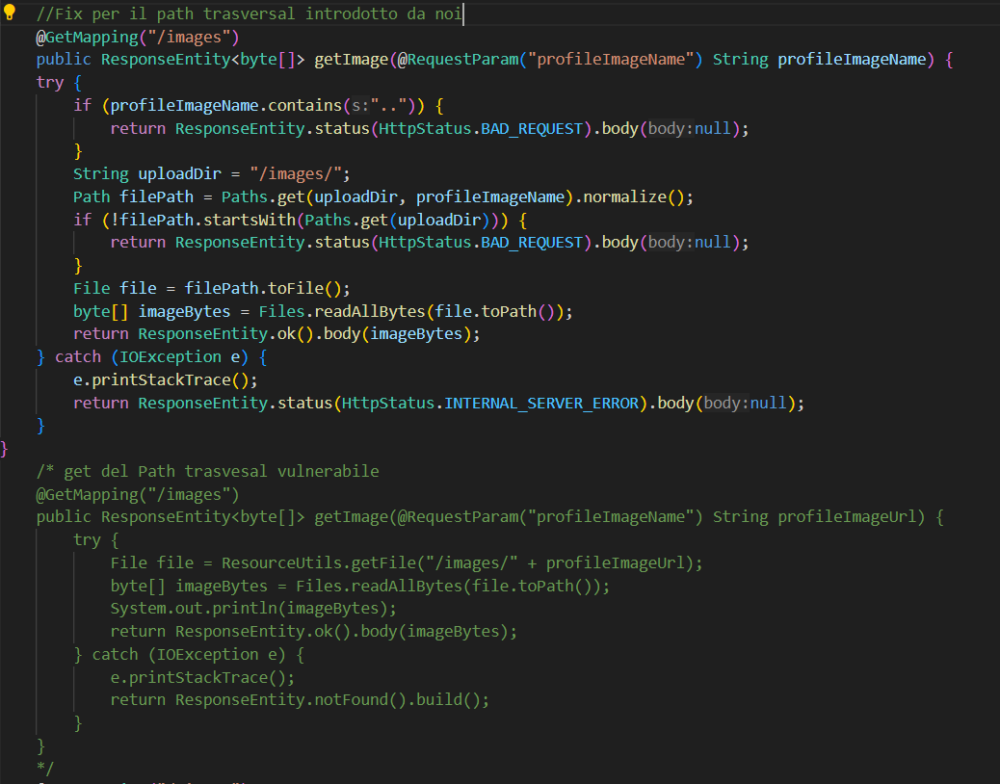 //Fix per il path trasversal introdotto da noi
@GetMapping("/images")
public ResponseEntity<byte[]> getImage(@RequestParam("profileImageName") String profileImageName) {
try {
if (profileImageName.contains(s:"..")) {
return ResponseEntity.status(HttpStatus.BAD_REQUEST).body(body:null);
}
String uploadDir = "/images/";
Path filePath = Paths.get(uploadDir, profileImageName).normalize();
if (!filePath.startsWith(Paths.get(uploadDir))) {
return ResponseEntity.status(HttpStatus.BAD_REQUEST).body(body:null);
}
File file = filePath.toFile();
byte[] imageBytes = Files.readAllBytes(file.toPath());
return ResponseEntity.ok().body(imageBytes);
} catch (IOException e) {
e.printStackTrace();
return ResponseEntity.status(HttpStatus.INTERNAL_SERVER_ERROR).body(body:null);
}
}
/* get del Path trasvesal vulnerabile
@GetMapping("/images")
public ResponseEntity<byte[]> getImage(@RequestParam("profileImageName") String profileImageUrl) {
try {
File file = ResourceUtils.getFile("/images/" + profileImageUrl);
byte[] imageBytes = Files.readAllBytes(file.toPath());
System.out.println(imageBytes);
return ResponseEntity.ok().body(imageBytes);
} catch (IOException e) {
e.printStackTrace();
return ResponseEntity.notFound().build();
}
}
*/